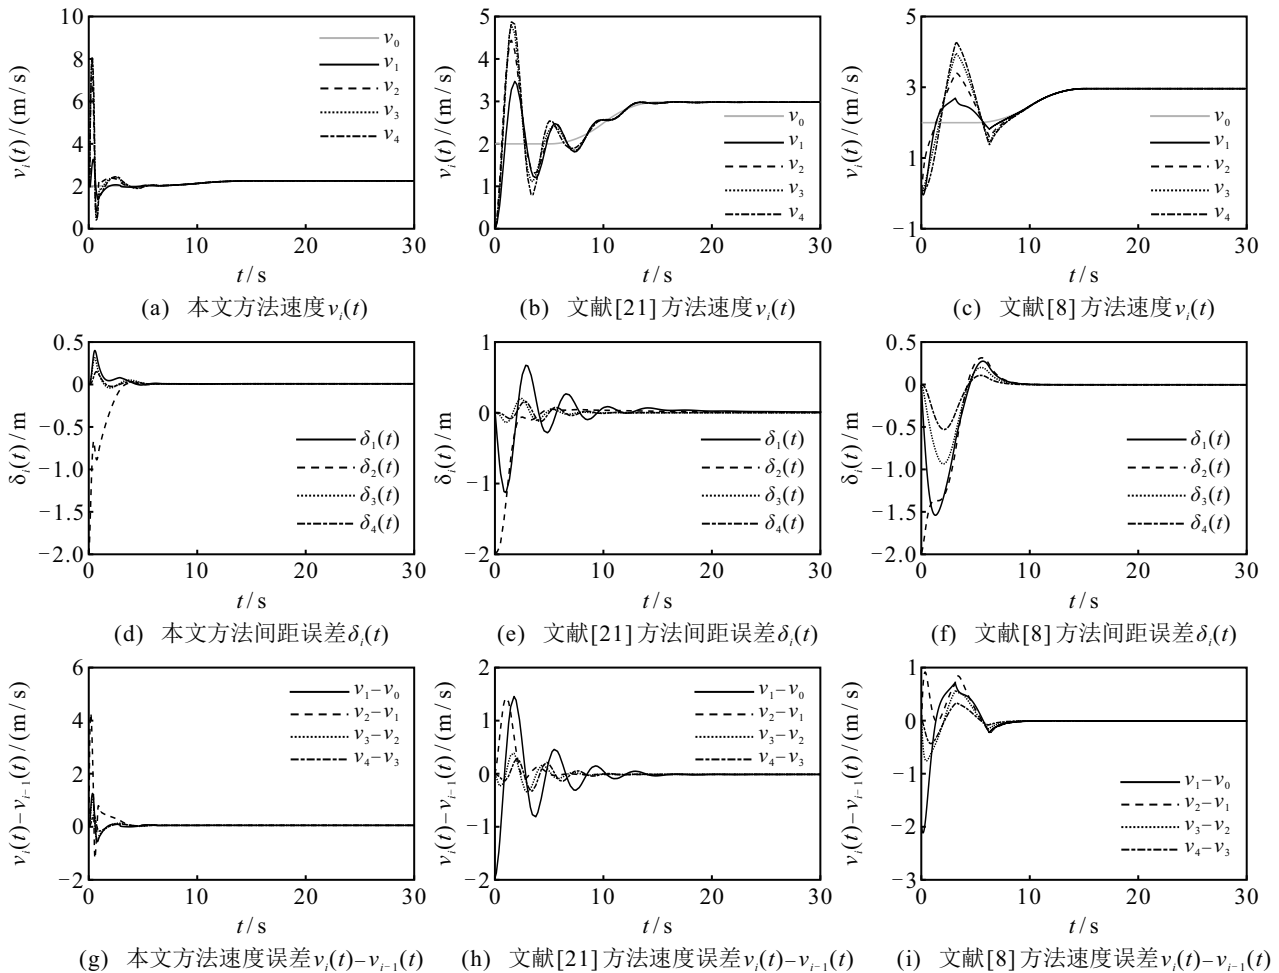 10
8
6
4
2
0
v_i(t)/(m/s)
v_0
v_1
v_2
v_3
v_4
0 10 20 30
t/s
(a) 本文方法速度v_i(t)
5
4
3
2
1
0
v_i(t)/(m/s)
v_0
v_1
v_2
v_3
v_4
0 10 20 30
t/s
(b) 文献[21]方法速度v_i(t)
5
3
1
−1
v_i(t)/(m/s)
v_0
v_1
v_2
v_3
v_4
0 10 20 30
t/s
(c) 文献[8]方法速度v_i(t)
0.5
0
−0.5
−1.0
−1.5
−2.0
δ_i(t)/m
δ_1(t)
δ_2(t)
δ_3(t)
δ_4(t)
0 10 20 30
t/s
(d) 本文方法间距误差δ_i(t)
1
0
−1
−2
δ_i(t)/m
δ_1(t)
δ_2(t)
δ_3(t)
δ_4(t)
0 10 20 30
t/s
(e) 文献[21]方法间距误差δ_i(t)
0.5
0
−0.5
−1.0
−1.5
−2.0
δ_i(t)/m
δ_1(t)
δ_2(t)
δ_3(t)
δ_4(t)
0 10 20 30
t/s
(f) 文献[8]方法间距误差δ_i(t)
6
4
2
0
−2
v_i(t)−v_{i−1}(t)/(m/s)
v_1−v_0
v_2−v_1
v_3−v_2
v_4−v_3
0 10 20 30
t/s
(g) 本文方法速度误差v_i(t)−v_{i−1}(t)
2
1
0
−1
−2
v_i(t)−v_{i−1}(t)/(m/s)
v_1−v_0
v_2−v_1
v_3−v_2
v_4−v_3
0 10 20 30
t/s
(h) 文献[21]方法速度误差v_i(t)−v_{i−1}(t)
1
0
−1
−2
−3
v_i(t)−v_{i−1}(t)/(m/s)
v_1−v_0
v_2−v_1
v_3−v_2
v_4−v_3
0 10 20 30
t/s
(i) 文献[8]方法速度误差v_i(t)−v_{i−1}(t)